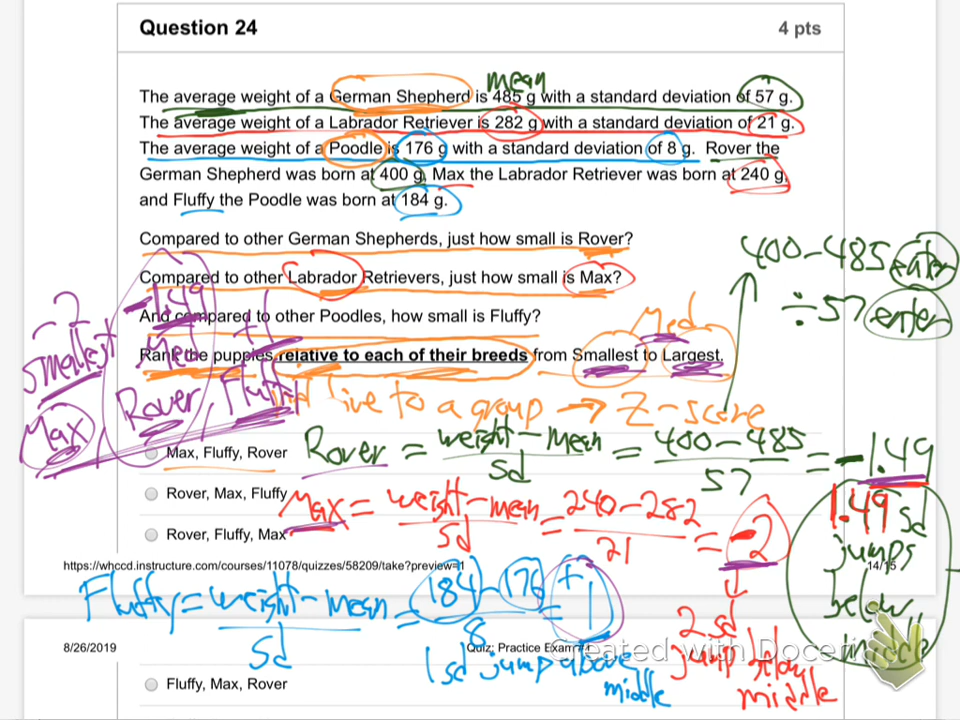 Question 24
4 pts
mean
The average weight of a German Shepherd is 485 g with a standard deviation of 57 g.
The average weight of a Labrador Retriever is 282 g with a standard deviation of 21 g.
The average weight of a Poodle is 176 g with a standard deviation of 8 g. Rover the
German Shepherd was born at 400 g, Max the Labrador Retriever was born at 240 g,
and Fluffy the Poodle was born at 184 g.
Compared to other German Shepherds, just how small is Rover?
400-485 enter
Compared to other Labrador Retrievers, just how small is Max?
÷57 enter
And compared to other Poodles, how small is Fluffy?
-2 -1.49 +1
Med
Rank the puppies relative to each of their breeds from Smallest to Largest.
smallest Med
Max, Rover, Fluffy
to a group → Z-score
Max, Fluffy, Rover
Rover = weight-mean / sd = 400-485 / 57 = -1.49
Rover, Max, Fluffy
Max = weight-mean / sd = 240-282 / 21 = -2
1.49 sd
jumps
below
middle
Rover, Fluffy, Max
https://whccd.instructure.com/courses/11078/quizzes/58209/take?preview=1
14/15
Fluffy = weight-mean / sd = 184-176 / 8 = +1
2 sd
jump below
middle
8/26/2019
Quiz: Practice Exam
Created with Doceri
1 sd jump above
middle
Fluffy, Max, Rover